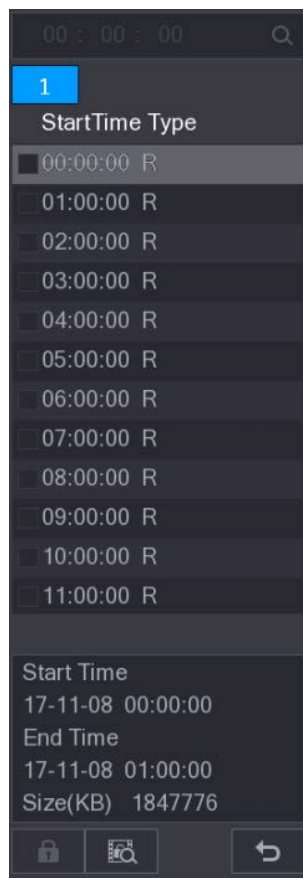 00 : 00 : 00
1
StartTime Type
00:00:00 R
01:00:00 R
02:00:00 R
03:00:00 R
04:00:00 R
05:00:00 R
06:00:00 R
07:00:00 R
08:00:00 R
09:00:00 R
10:00:00 R
11:00:00 R
Start Time
17-11-08 00:00:00
End Time
17-11-08 01:00:00
Size(KB) 1847776